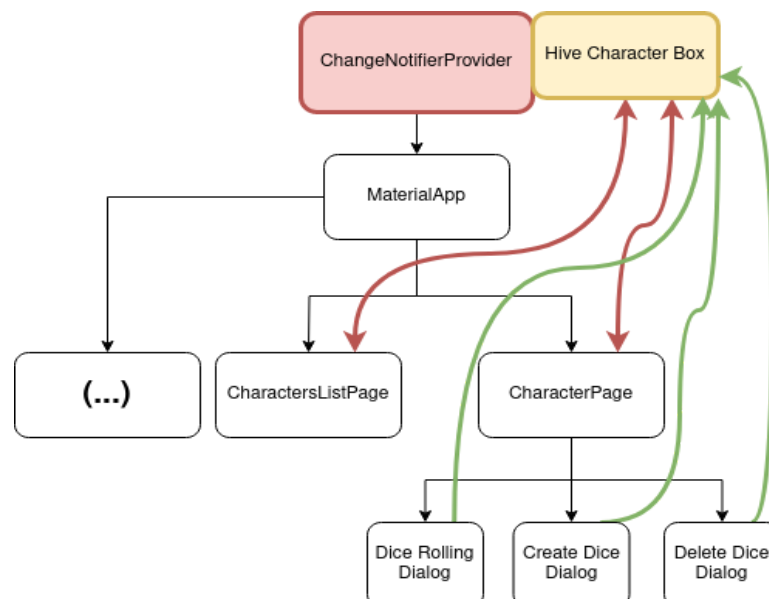 ChangeNotifierProvider
Hive Character Box
MaterialApp
(...)
CharactersListPage
CharacterPage
Dice Rolling
Dialog
Create Dice
Dialog
Delete Dice
Dialog